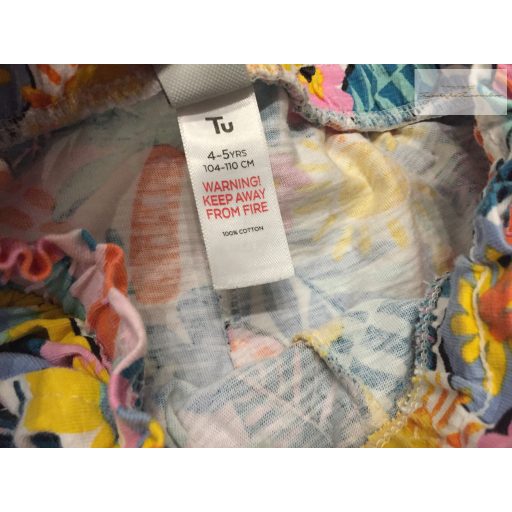 Tu
4-5YRS
104-110 CM
WARNING!
KEEP AWAY
FROM FIRE
100% COTTON